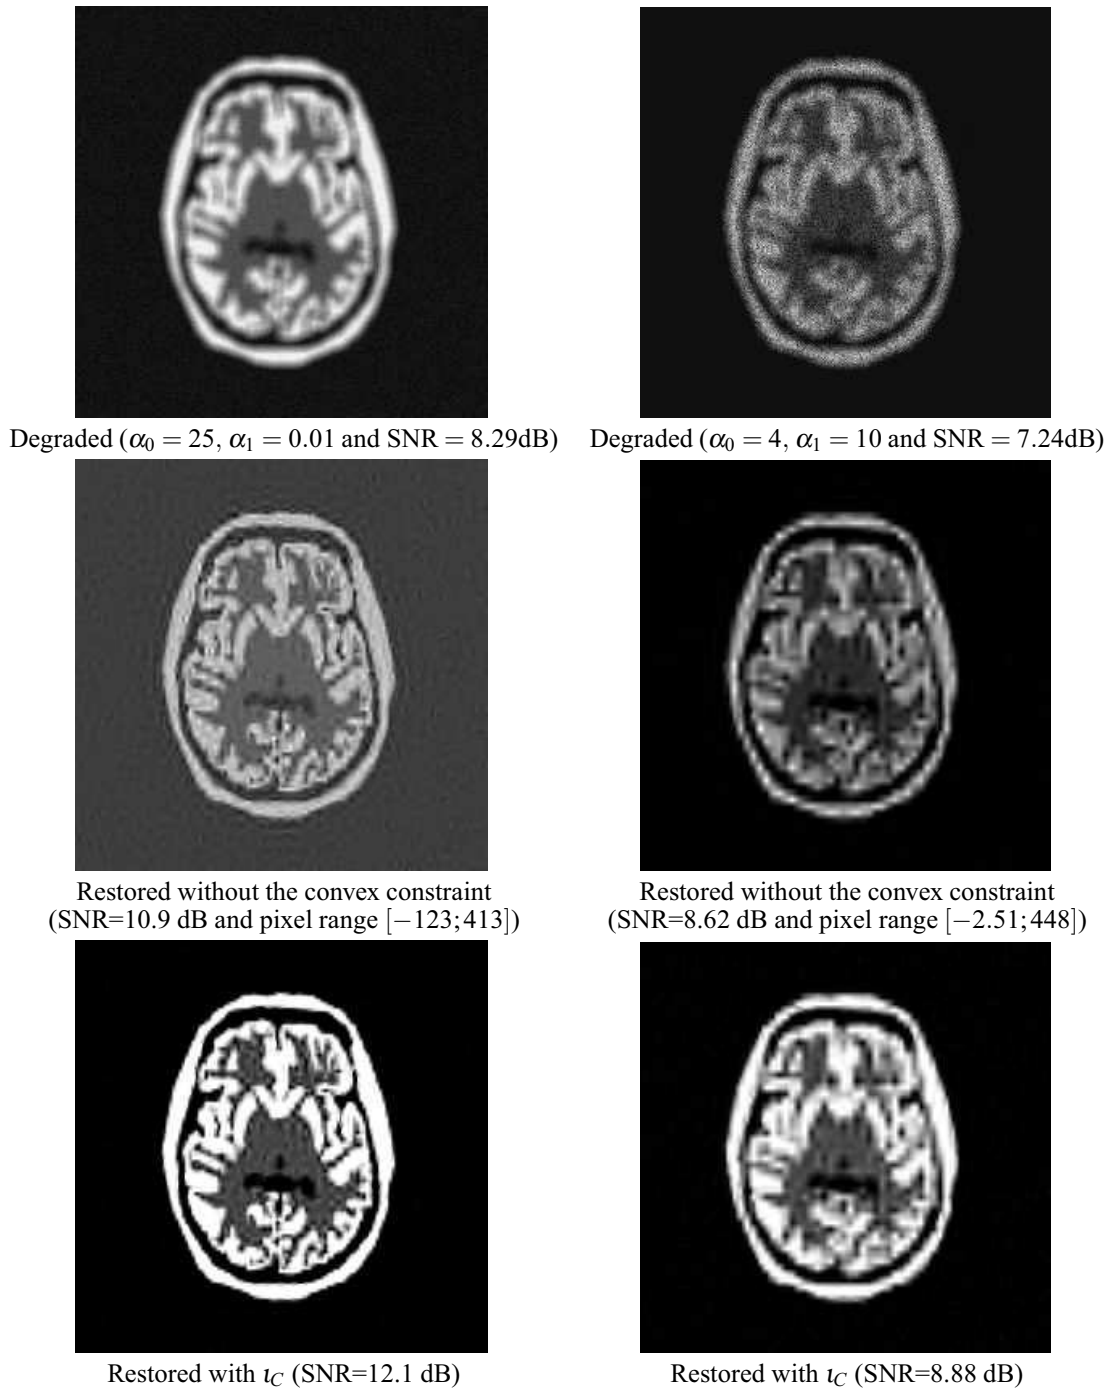 Degraded (α₀ = 25, α₁ = 0.01 and SNR = 8.29dB)
Degraded (α₀ = 4, α₁ = 10 and SNR = 7.24dB)
Restored without the convex constraint
(SNR=10.9 dB and pixel range [−123;413])
Restored without the convex constraint
(SNR=8.62 dB and pixel range [−2.51;448])
Restored with ι_C (SNR=12.1 dB)
Restored with ι_C (SNR=8.88 dB)